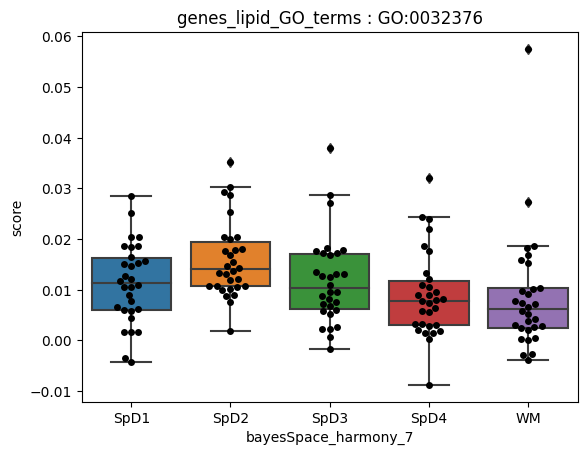 genes_lipid_GO_terms : GO:0032376
0.06
0.05
0.04
0.03
0.02
0.01
0.00
−0.01
score
SpD1 SpD2 SpD3 SpD4 WM
bayesSpace_harmony_7